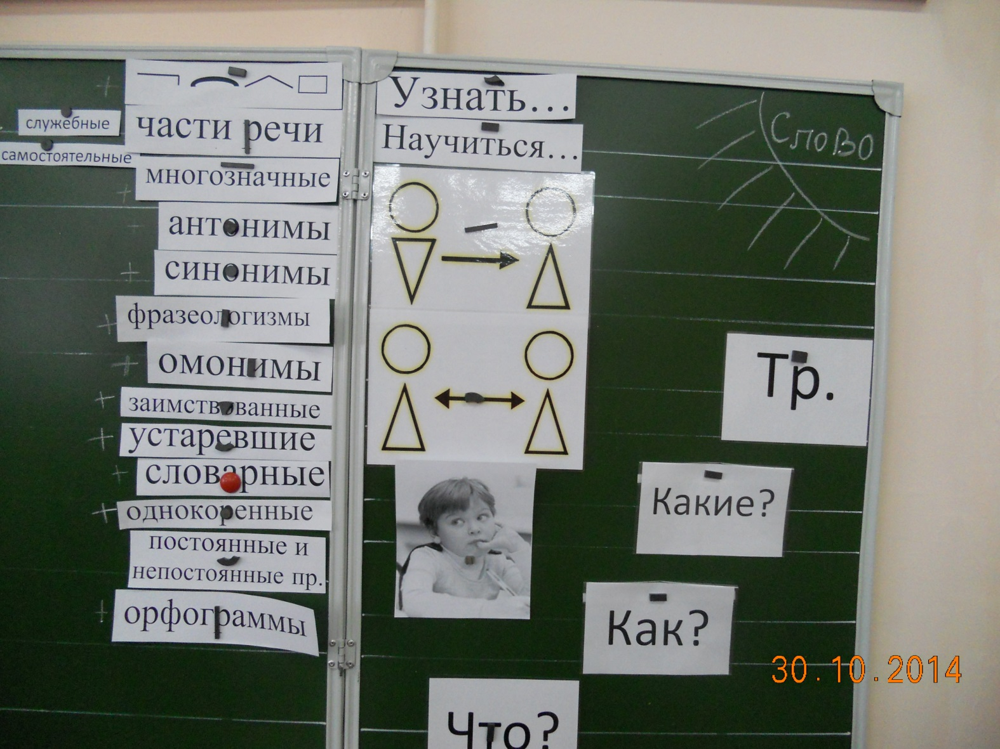 служебные
самостоятельные
части речи
многозначные
антонимы
синонимы
фразеологизмы
омонимы
заимствованные
устаревшие
словарные
однокоренные
постоянные и
непостоянные пр.
орфограммы
Узнать...
Научиться...
Слово
Тр.
Какие?
Как?
Что?
30.10.2014